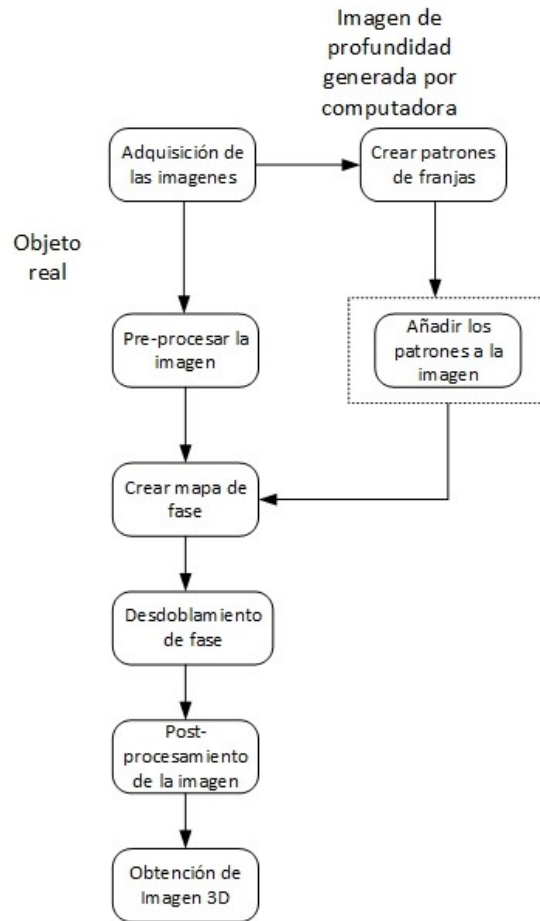 Imagen de
profundidad
generada por
computadora
Adquisición de
las imagenes
Crear patrones
de franjas
Objeto
real
Pre-procesar la
imagen
Añadir los
patrones a la
imagen
Crear mapa de
fase
Desdoblamiento
de fase
Post-
procesamiento
de la imagen
Obtención de
Imagen 3D